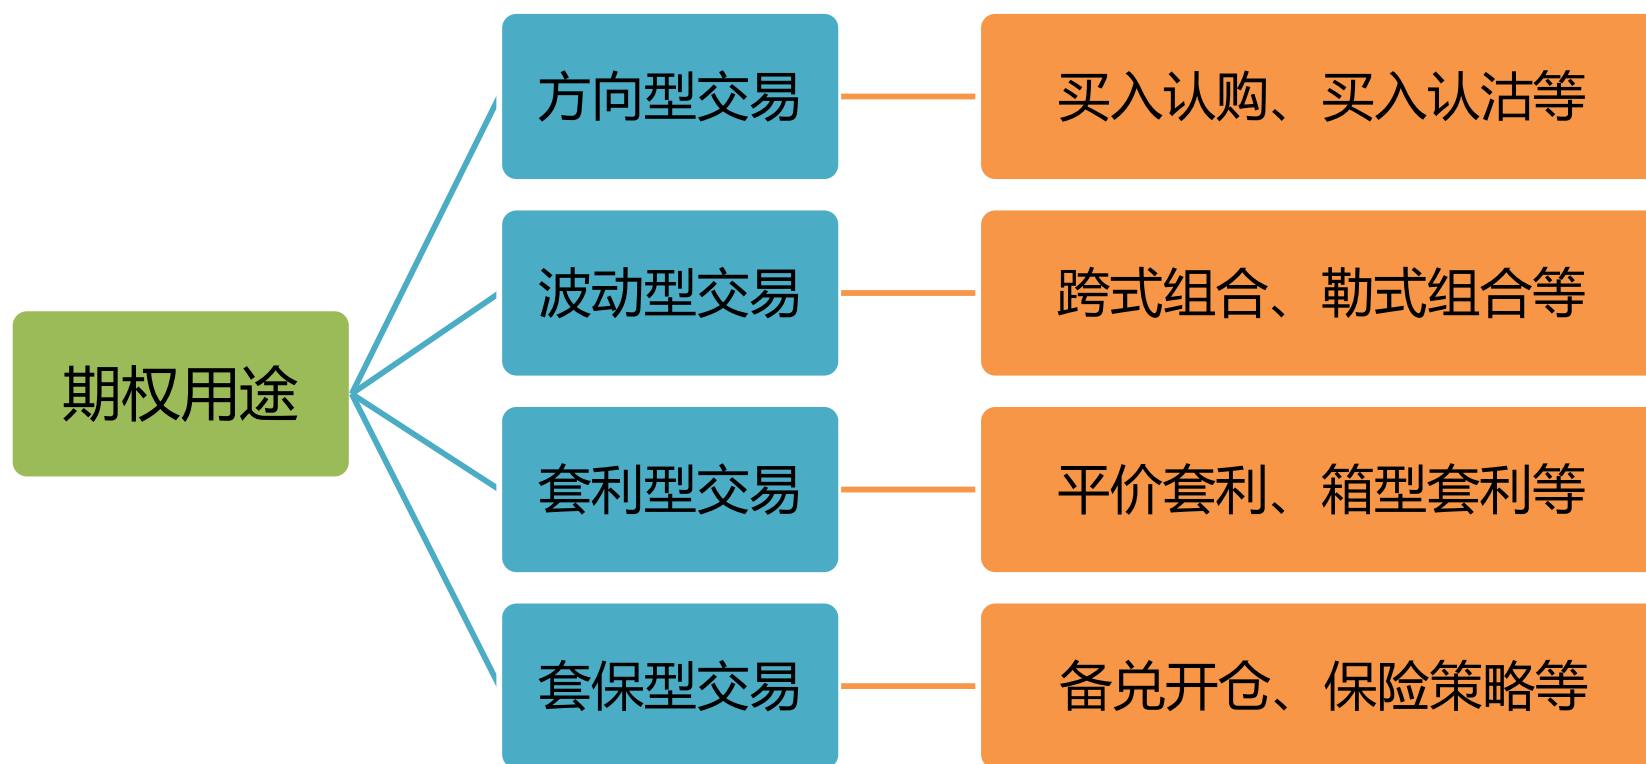 期权用途
方向型交易
买入认购、买入认沽等
波动型交易
跨式组合、勒式组合等
套利型交易
平价套利、箱型套利等
套保型交易
备兑开仓、保险策略等